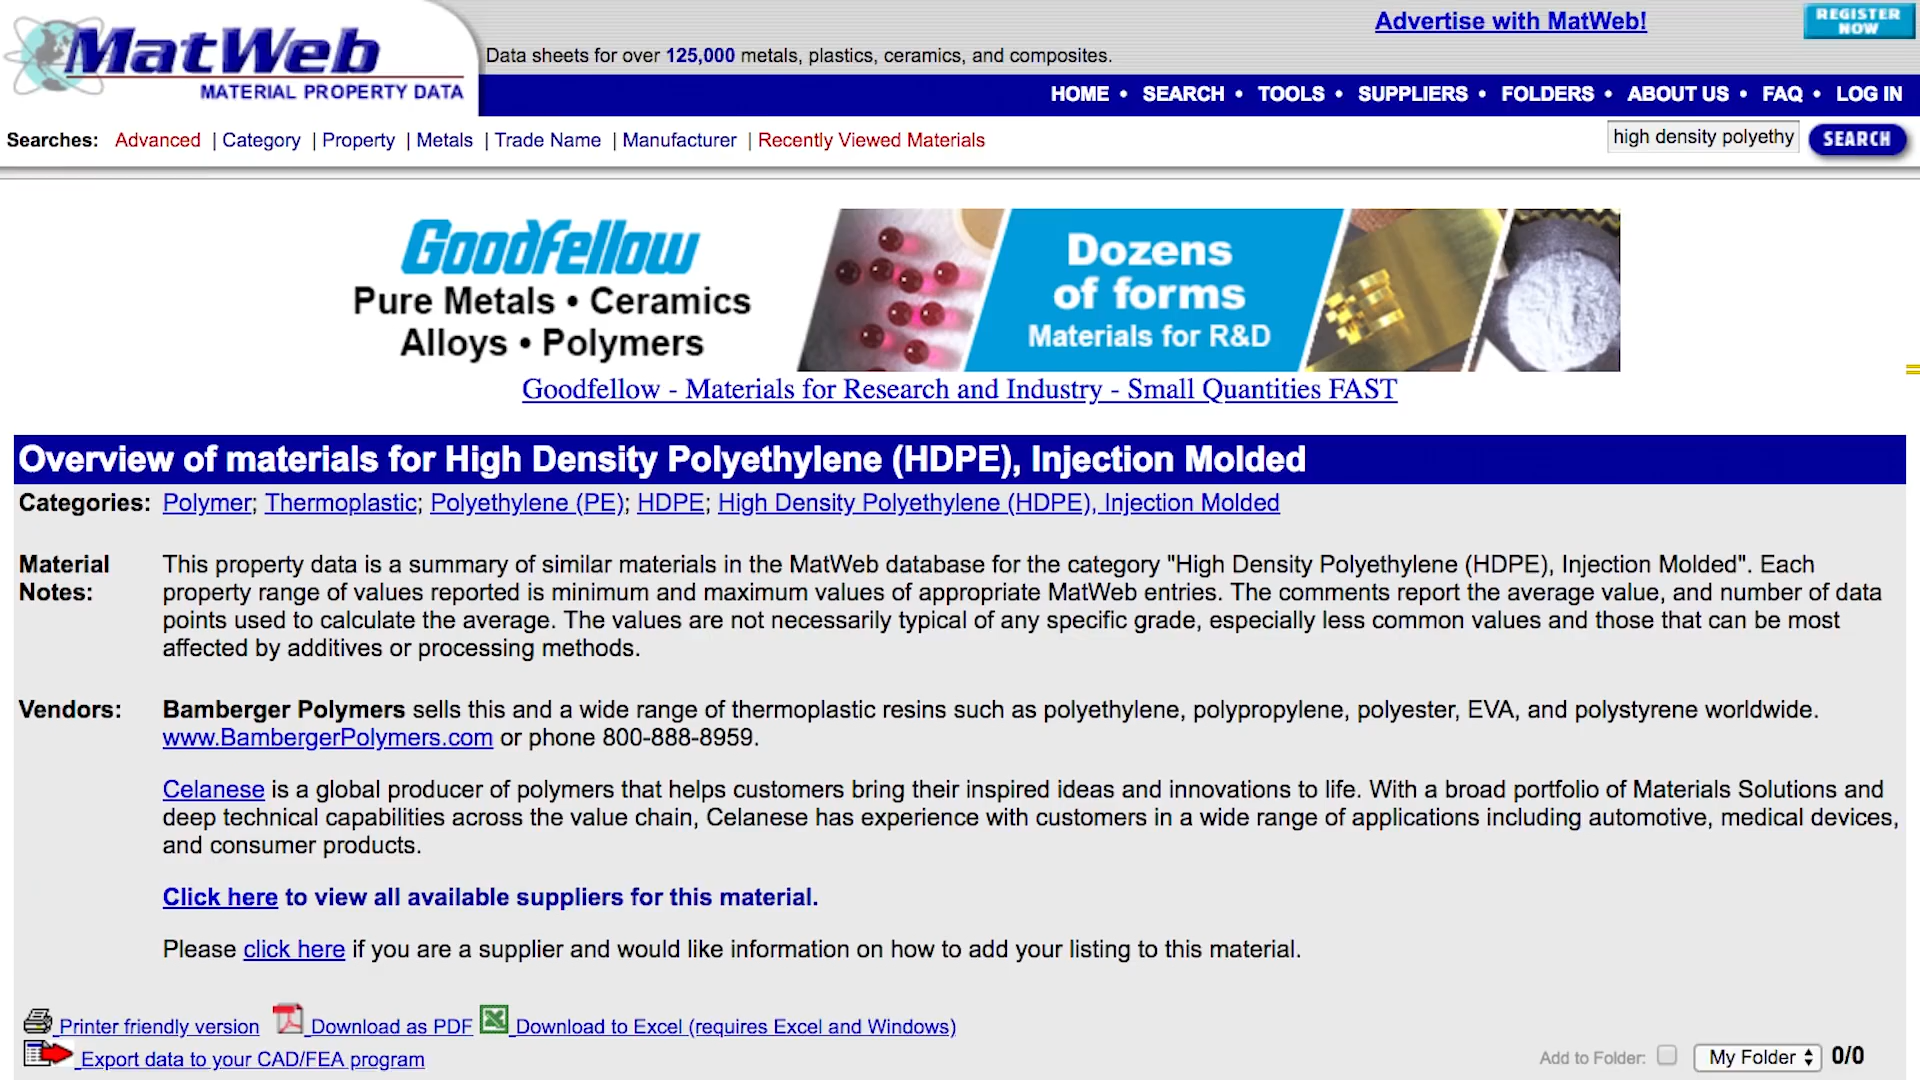 MatWeb
MATERIAL PROPERTY DATA
Advertise with MatWeb!
REGISTER
NOW
Data sheets for over 125,000 metals, plastics, ceramics, and composites.
HOME • SEARCH • TOOLS • SUPPLIERS • FOLDERS • ABOUT US • FAQ • LOG IN
Searches: Advanced | Category | Property | Metals | Trade Name | Manufacturer | Recently Viewed Materials
high density polyethy
SEARCH
Goodfellow
Pure Metals • Ceramics
Alloys • Polymers
Dozens
of forms
Materials for R&D
Goodfellow - Materials for Research and Industry - Small Quantities FAST
Overview of materials for High Density Polyethylene (HDPE), Injection Molded
Categories: Polymer; Thermoplastic; Polyethylene (PE); HDPE; High Density Polyethylene (HDPE), Injection Molded
Material Notes:
This property data is a summary of similar materials in the MatWeb database for the category "High Density Polyethylene (HDPE), Injection Molded". Each
property range of values reported is minimum and maximum values of appropriate MatWeb entries. The comments report the average value, and number of data
points used to calculate the average. The values are not necessarily typical of any specific grade, especially less common values and those that can be most
affected by additives or processing methods.
Vendors: Bamberger Polymers sells this and a wide range of thermoplastic resins such as polyethylene, polypropylene, polyester, EVA, and polystyrene worldwide.
www.BambergerPolymers.com or phone 800-888-8959.
Celanese is a global producer of polymers that helps customers bring their inspired ideas and innovations to life. With a broad portfolio of Materials Solutions and
deep technical capabilities across the value chain, Celanese has experience with customers in a wide range of applications including automotive, medical devices,
and consumer products.
Click here to view all available suppliers for this material.
Please click here if you are a supplier and would like information on how to add your listing to this material.
Printer friendly version Download as PDF Download to Excel (requires Excel and Windows)
Export data to your CAD/FEA program
Add to Folder: My Folder 0/0